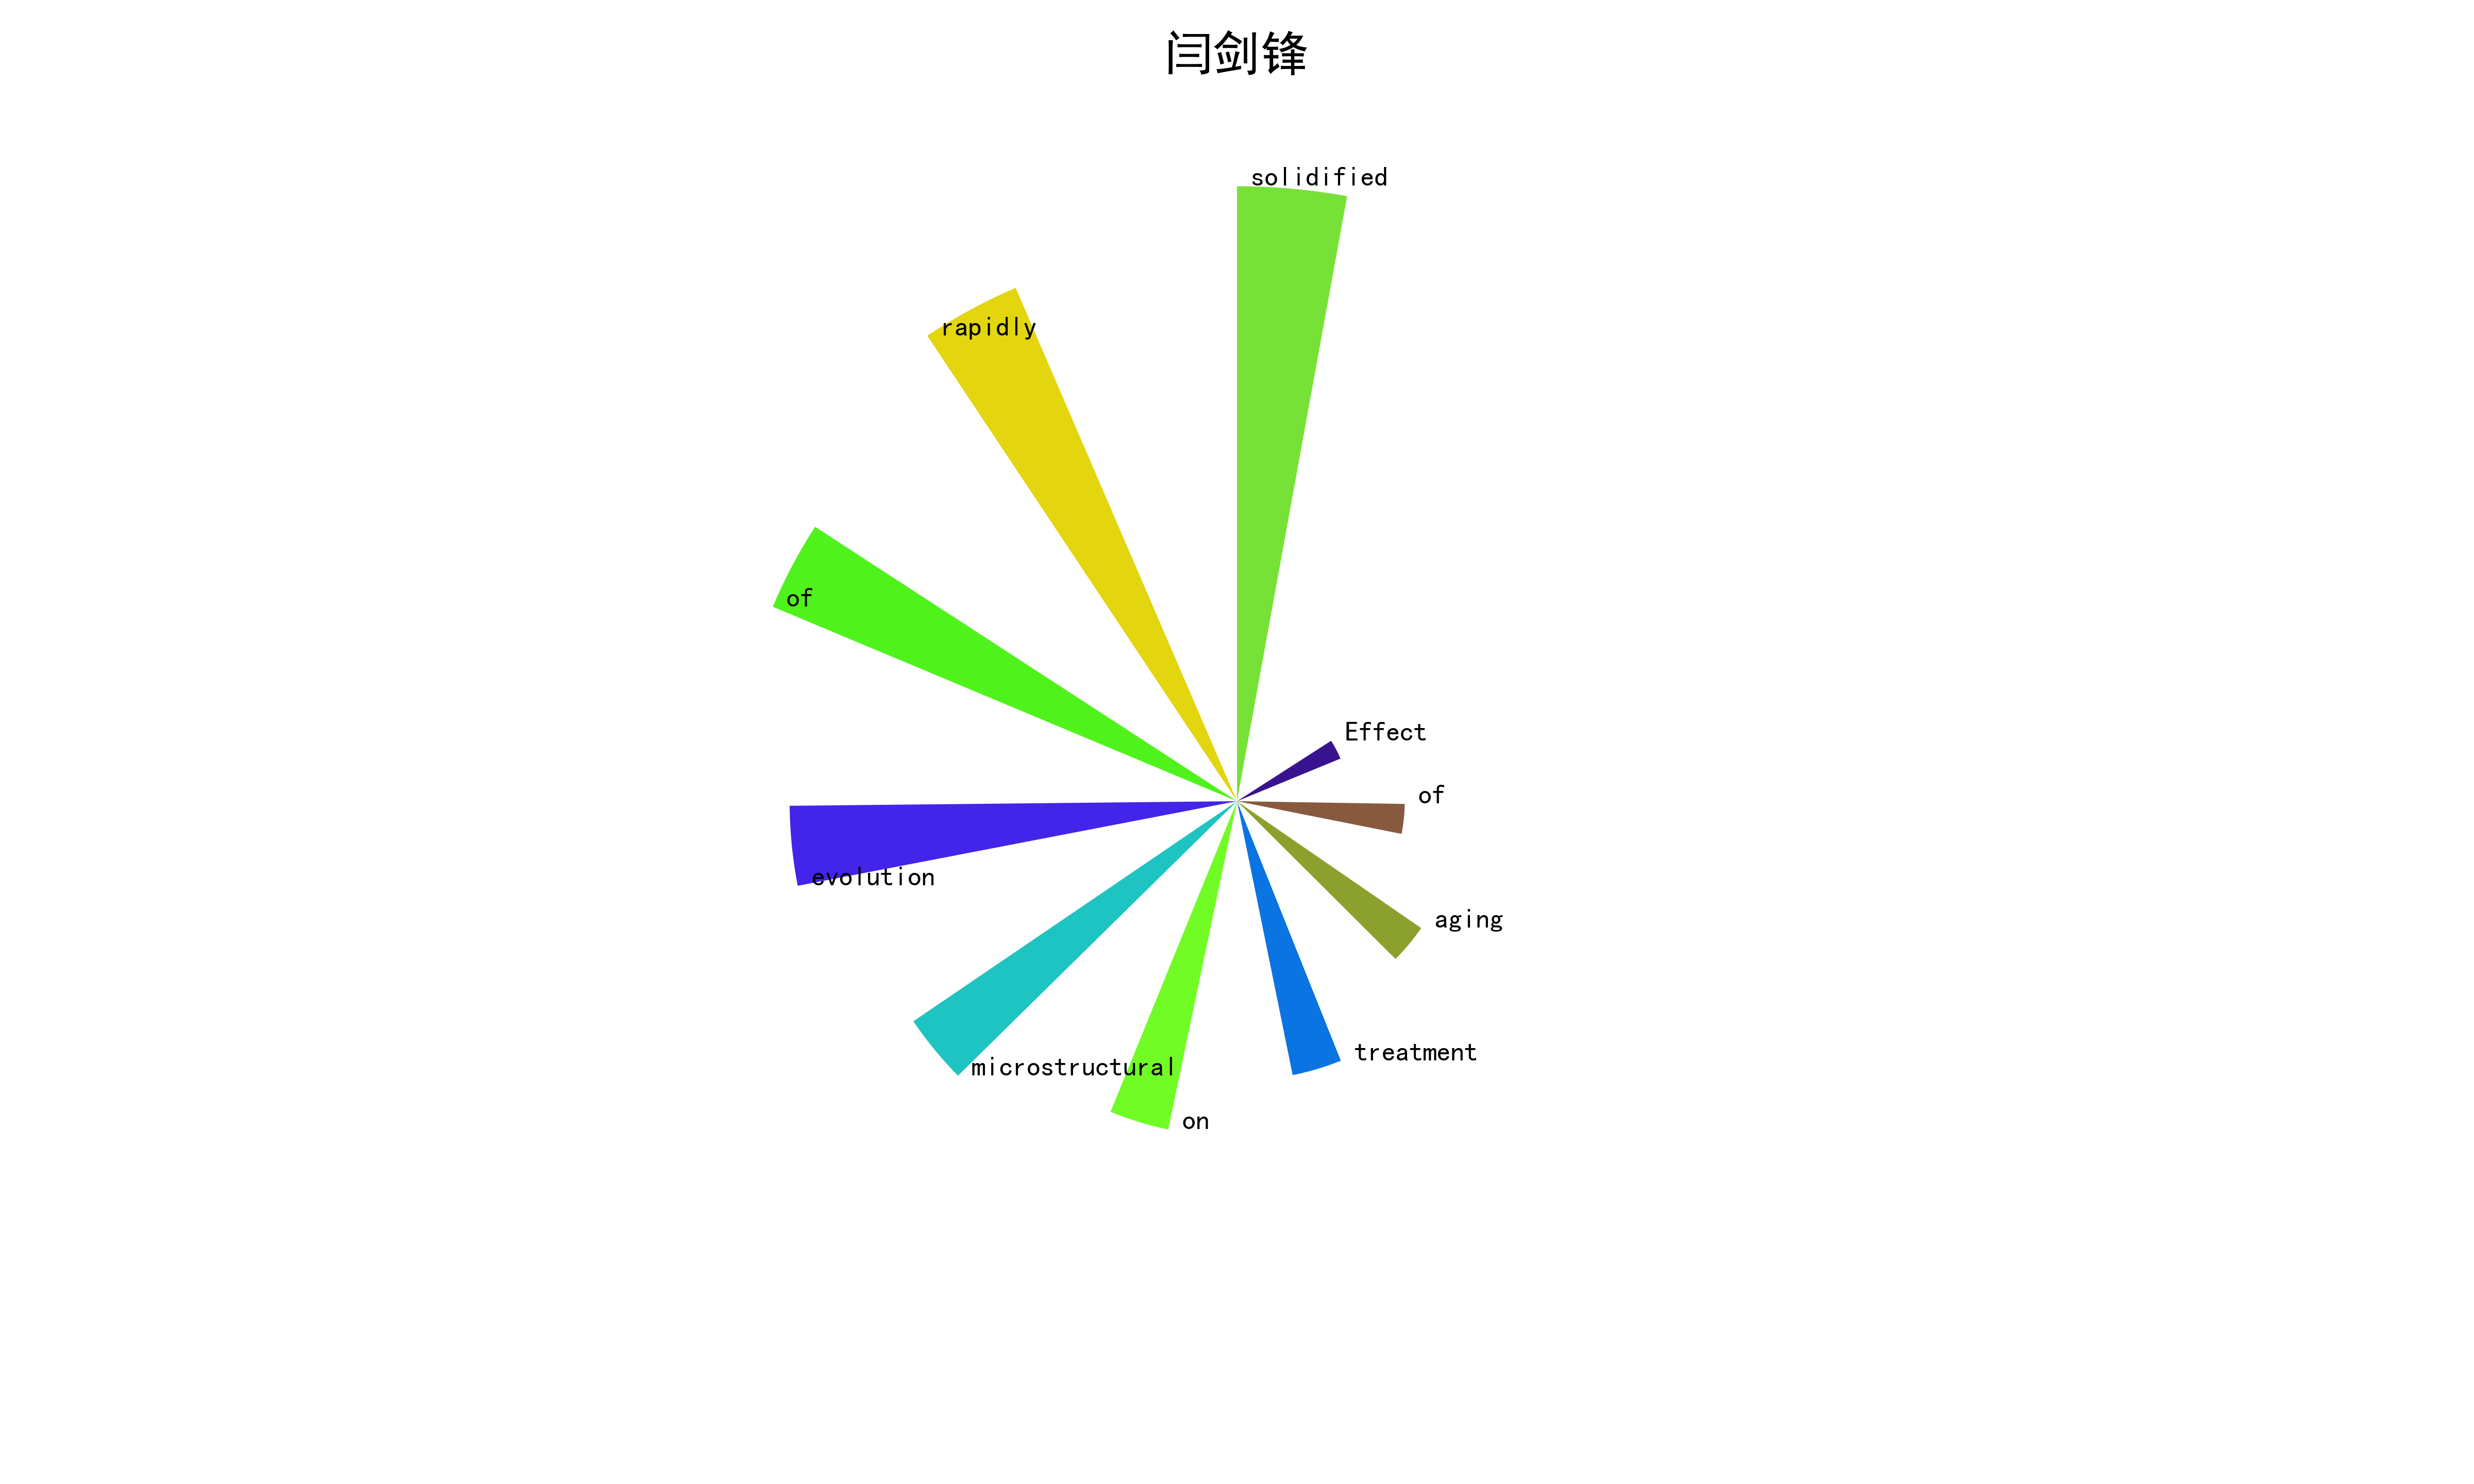 闫剑锋
solidified
rapidly
of
Effect
of
evolution
aging
treatment
microstructural
on